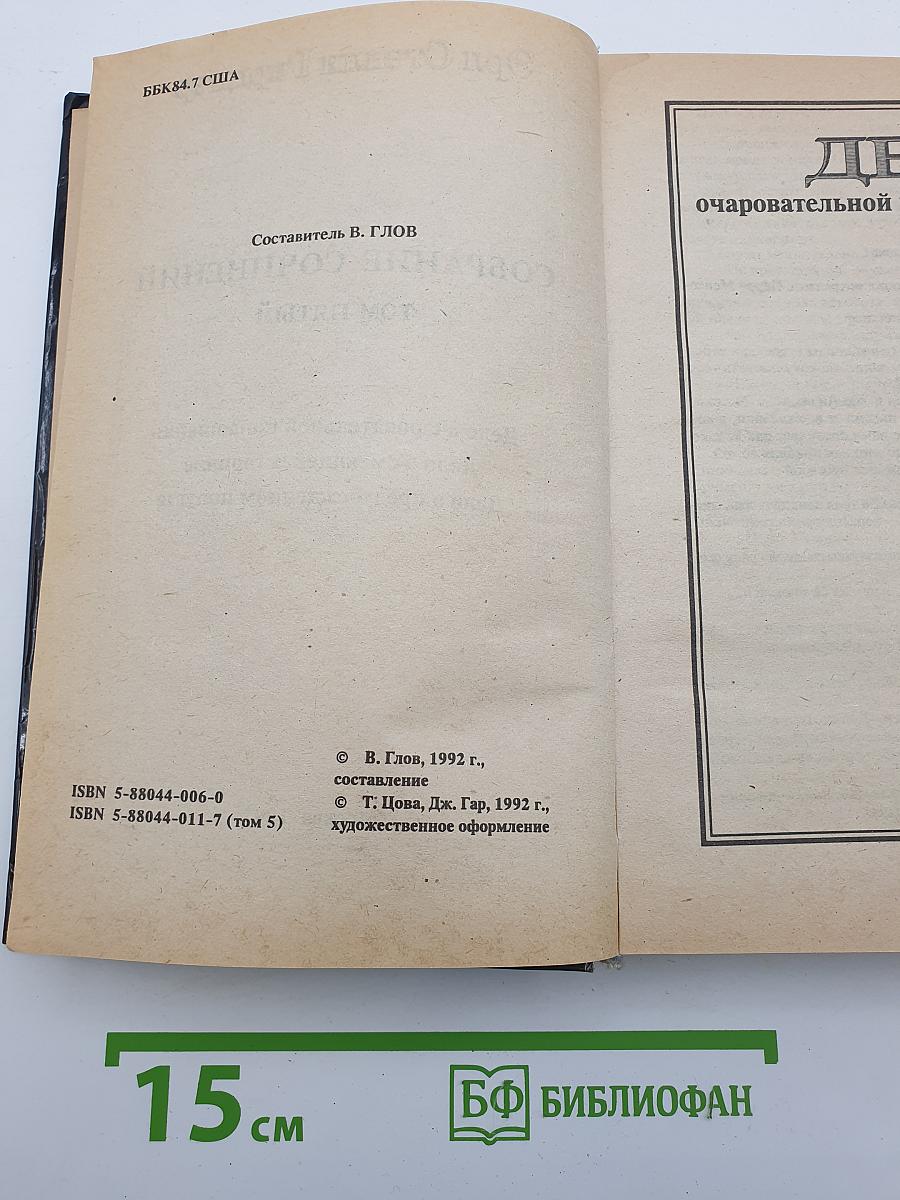 ББК84.7 США
Составитель В. ГЛОВ
© В. Глов, 1992 г.,
составление
© Т. Цова, Дж. Гар, 1992 г.,
художественное оформление
ISBN 5-88044-006-0
ISBN 5-88044-011-7 (том 5)
ДЕ
очаровательной
15 см
БФ БИБЛИОФАН